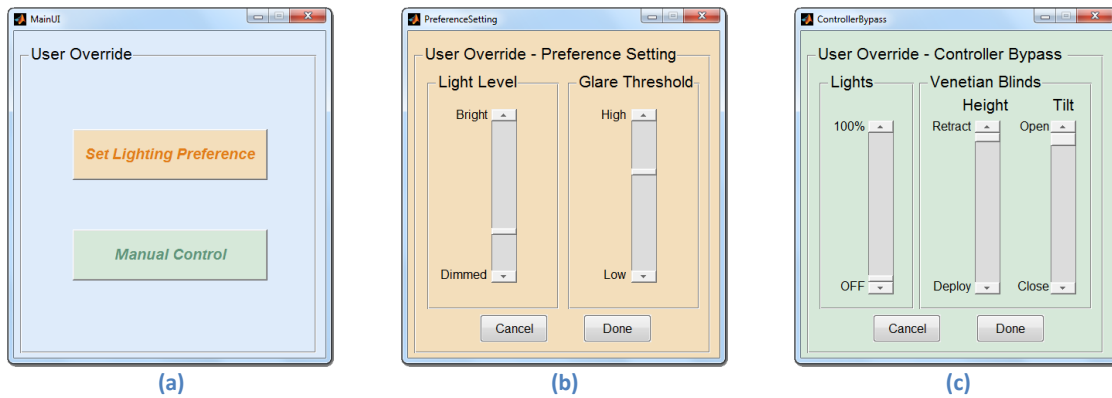 MainUI
User Override
Set Lighting Preference
Manual Control
(a)
PreferenceSetting
User Override - Preference Setting
Light Level
Glare Threshold
Bright
High
Dimmed
Low
Cancel
Done
(b)
ControllerBypass
User Override - Controller Bypass
Lights
Venetian Blinds
Height
Tilt
100%
Retract
Open
OFF
Deploy
Close
Cancel
Done
(c)